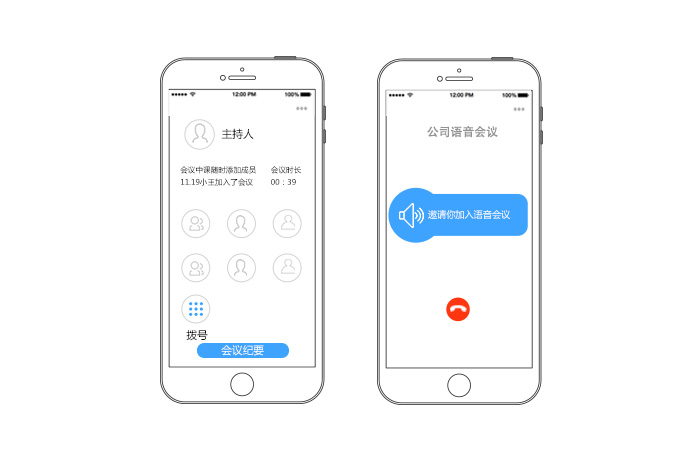 12:00 PM
100%
主持人
会议中课随时添加成员
会议时长
11.19小王加入了会议
00：39
拨号
会议纪要
12:00 PM
100%
公司语音会议
邀请你加入语音会议